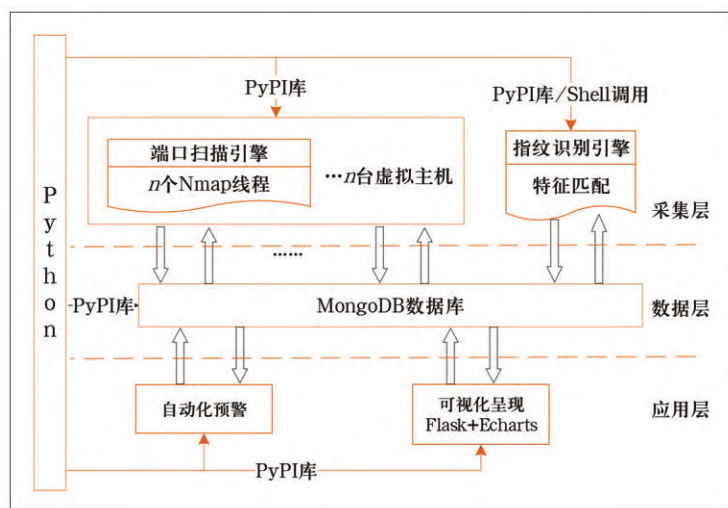 Python
PyPI库
PyPI库/Shell调用
端口扫描引擎
n个Nmap线程
…n台虚拟主机
指纹识别引擎
特征匹配
采集层
……
PyPI库
MongoDB数据库
数据层
自动化预警
可视化呈现
Flask+Echarts
应用层
PyPI库